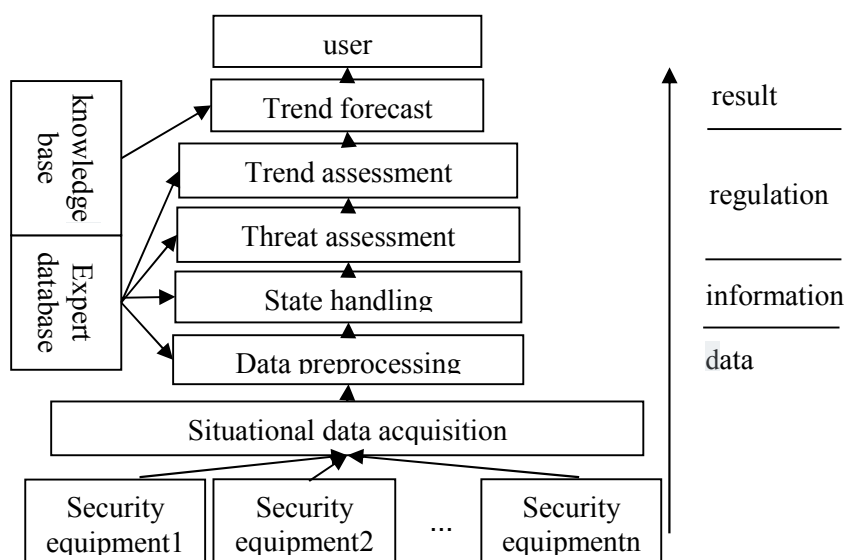 user
Trend forecast
Trend assessment
Threat assessment
State handling
Data preprocessing
Situational data acquisition
Security
equipment1
Security
equipment2
...
Security
equipmentn
knowledge
base
Expert
database
result
regulation
information
data